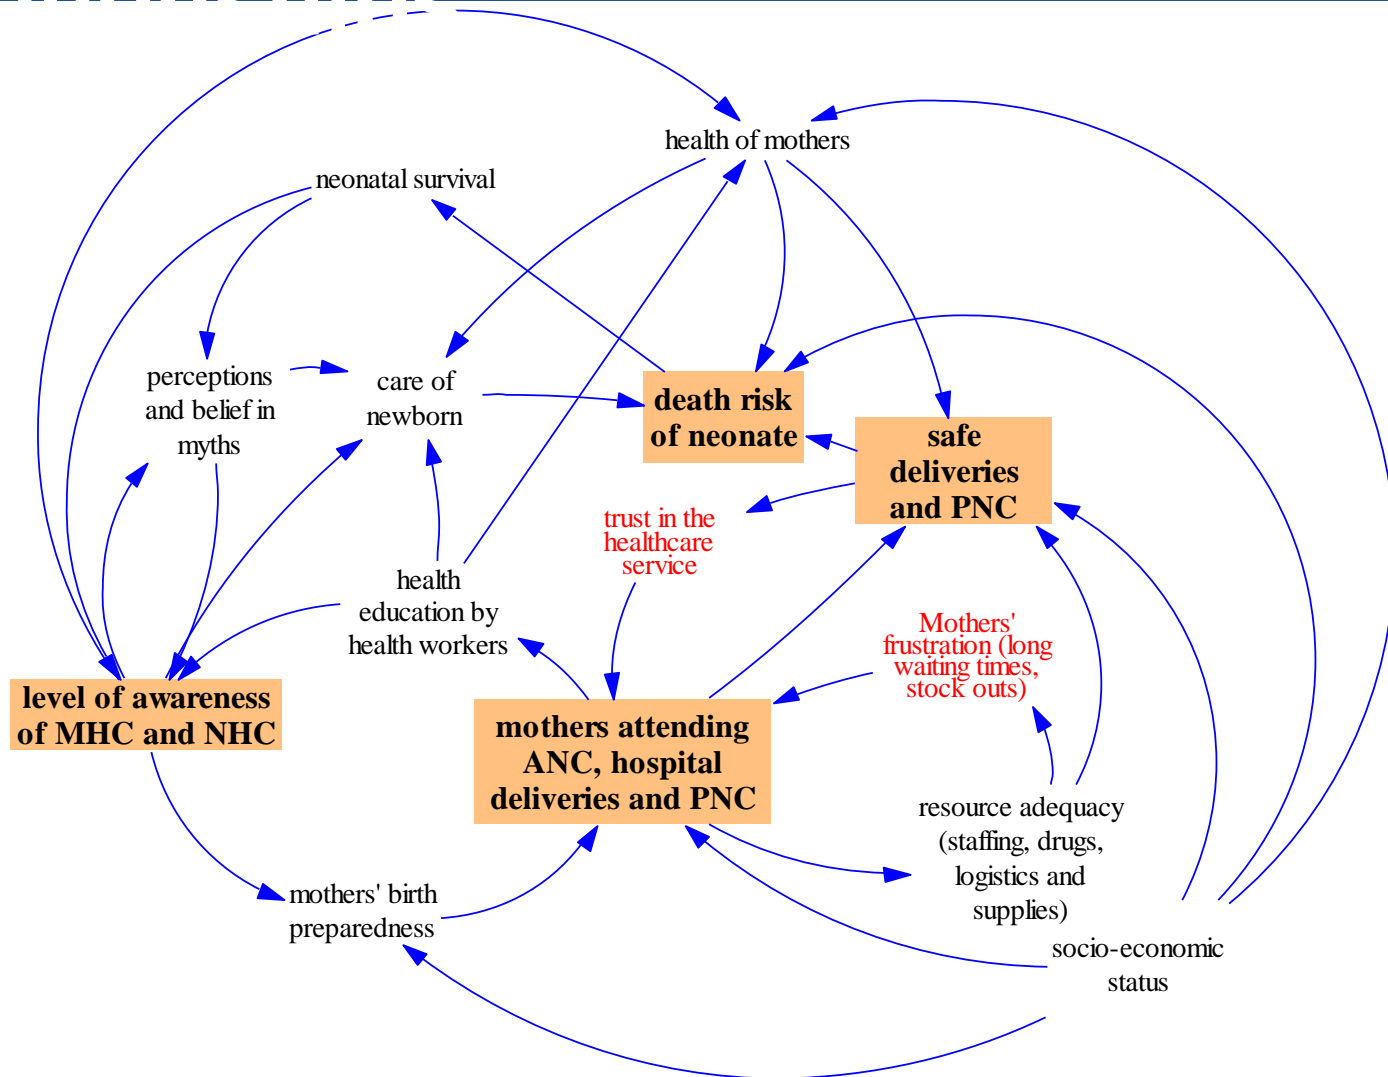 health of mothers
neonatal survival
perceptions
and belief in
myths
care of
newborn
death risk
of neonate
safe
deliveries
and PNC
trust in the
healthcare
service
health
education by
health workers
Mothers'
frustration (long
waiting times,
stock outs)
level of awareness
of MHC and NHC
mothers attending
ANC, hospital
deliveries and PNC
resource adequacy
(staffing, drugs,
logistics and
supplies)
mothers' birth
preparedness
socio-economic
status